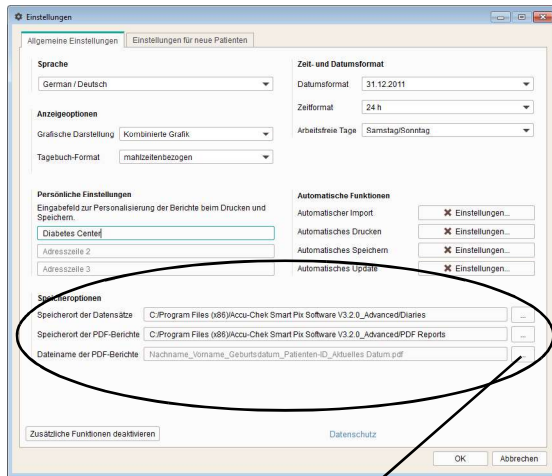 Einstellungen
Allgemeine Einstellungen
Einstellungen für neue Patienten
Sprache
German / Deutsch
Anzeigeoptionen
Grafische Darstellung
Kombinierte Grafik
Tagebuch-Format
mahlzeitenbezogen
Zeit- und Datumsformat
Datumsformat
31.12.2011
Zeitformat
24 h
Arbeitsfreie Tage
Samstag/Sonntag
Persönliche Einstellungen
Eingabefeld zur Personalisierung der Berichte beim Drucken und
Speichern.
Diabetes Center
Adresszeile 2
Adresszeile 3
Automatische Funktionen
Automatischer Import
Einstellungen...
Automatisches Drucken
Einstellungen...
Automatisches Speichern
Einstellungen...
Automatisches Update
Einstellungen...
Speicheroptionen
Speicherort der Datensätze
C:/Program Files (x86)/Accu-Chek Smart Pix Software V3.2.0_Advanced/Diaries
...
Speicherort der PDF-Berichte
C:/Program Files (x86)/Accu-Chek Smart Pix Software V3.2.0_Advanced/PDF Reports
...
Dateiname der PDF-Berichte
Nachname_Vorname_Geburtsdatum_Patienten-ID_Aktuelles Datum.pdf
...
Zusätzliche Funktionen deaktivieren
Datenschutz
OK
Abbrechen